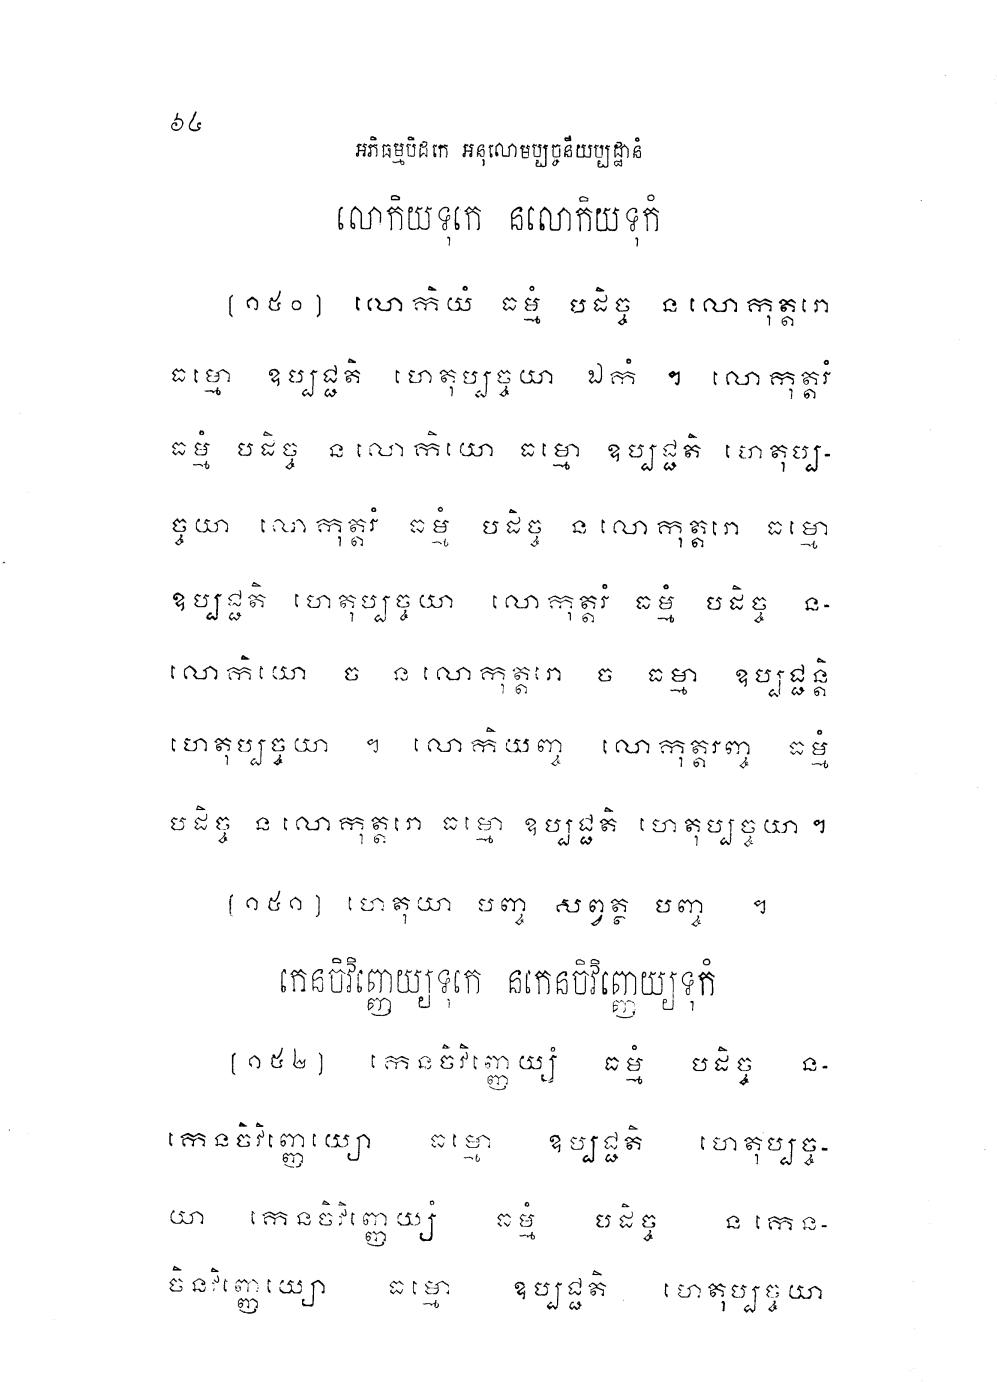 ៦៤
អភិធម្មបិដកេ អនុលោមប្បច្ចនីយប្បដ្ឋានំ
លោកិយទុកេ នលោកិយទុកំ
[១៥០] លោកិយំ ធម្មំ បដិច្ច នលោកុត្តរោ
ធម្មោ ឧប្បជ្ជតិ ហេតុប្បច្ចយា ឯកំ ។ លោកុត្តរំ
ធម្មំ បដិច្ច នលោកិយោ ធម្មោ ឧប្បជ្ជតិ ហេតុប្ប-
ច្ចយា លោកុត្តរំ ធម្មំ បដិច្ច នលោកុត្តរោ ធម្មោ
ឧប្បជ្ជតិ ហេតុប្បច្ចយា លោកុត្តរំ ធម្មំ បដិច្ច ន-
លោកិយោ ច នលោកុត្តរោ ច ធម្មា ឧប្បជ្ជន្តិ
ហេតុប្បច្ចយា ។ លោកិយញ្ច លោកុត្តរញ្ច ធម្មំ
បដិច្ច នលោកុត្តរោ ធម្មោ ឧប្បជ្ជតិ ហេតុប្បច្ចយា ។
[១៥១] ហេតុយា បញ្ច សព្វត្ថ បញ្ច ។
កេនចិវិញ្ញេយ្យទុកេ នកេនចិវិញ្ញេយ្យទុកំ
[១៥២] កេនចិវិញ្ញេយ្យំ ធម្មំ បដិច្ច ន-
កេនចិវិញ្ញេយ្យោ ធម្មោ ឧប្បជ្ជតិ ហេតុប្បច្ច-
យា កេនចិវិញ្ញេយ្យំ ធម្មំ បដិច្ច នកេន-
ចិនវិញ្ញេយ្យោ ធម្មោ ឧប្បជ្ជតិ ហេតុប្បច្ចយា